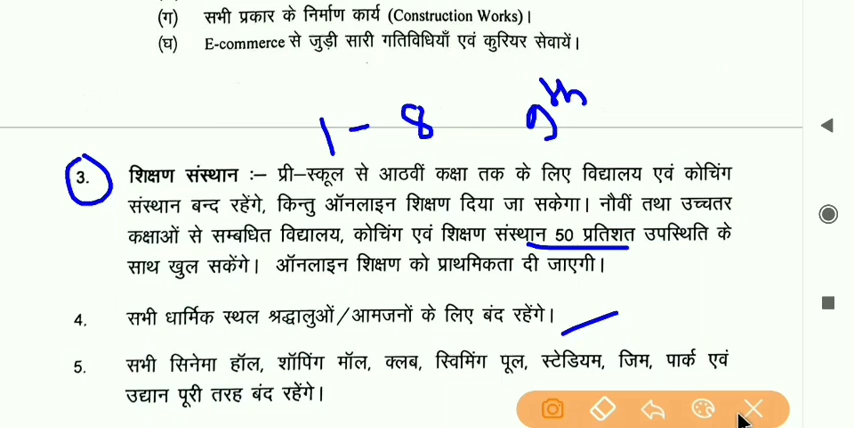 (ग) सभी प्रकार के निर्माण कार्य (Construction Works)।
(घ) E-commerce से जुड़ी सारी गतिविधियाँ एवं कुरियर सेवायें।
1 - 8 9th
3. शिक्षण संस्थान :– प्री–स्कूल से आठवीं कक्षा तक के लिए विद्यालय एवं कोचिंग
संस्थान बन्द रहेंगे, किन्तु ऑनलाइन शिक्षण दिया जा सकेगा। नौवीं तथा उच्चतर
कक्षाओं से सम्बधित विद्यालय, कोचिंग एवं शिक्षण संस्थान 50 प्रतिशत उपस्थिति के
साथ खुल सकेंगे। ऑनलाइन शिक्षण को प्राथमिकता दी जाएगी।
4. सभी धार्मिक स्थल श्रद्धालुओं/आमजनों के लिए बंद रहेंगे।
5. सभी सिनेमा हॉल, शॉपिंग मॉल, क्लब, स्विमिंग पूल, स्टेडियम, जिम, पार्क एवं
उद्यान पूरी तरह बंद रहेंगे।